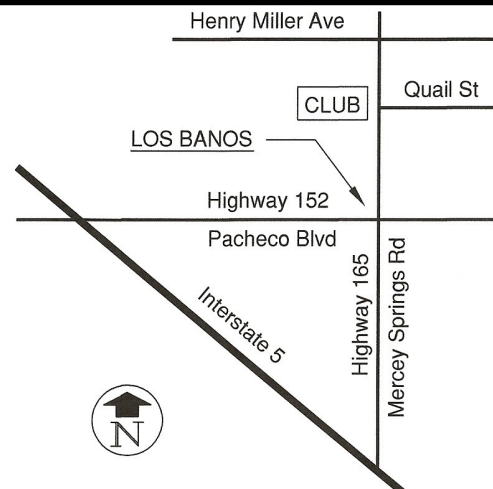 Henry Miller Ave
Quail St
CLUB
LOS BANOS
Highway 152
Pacheco Blvd
Interstate 5
Highway 165
Mercey Springs Rd
N